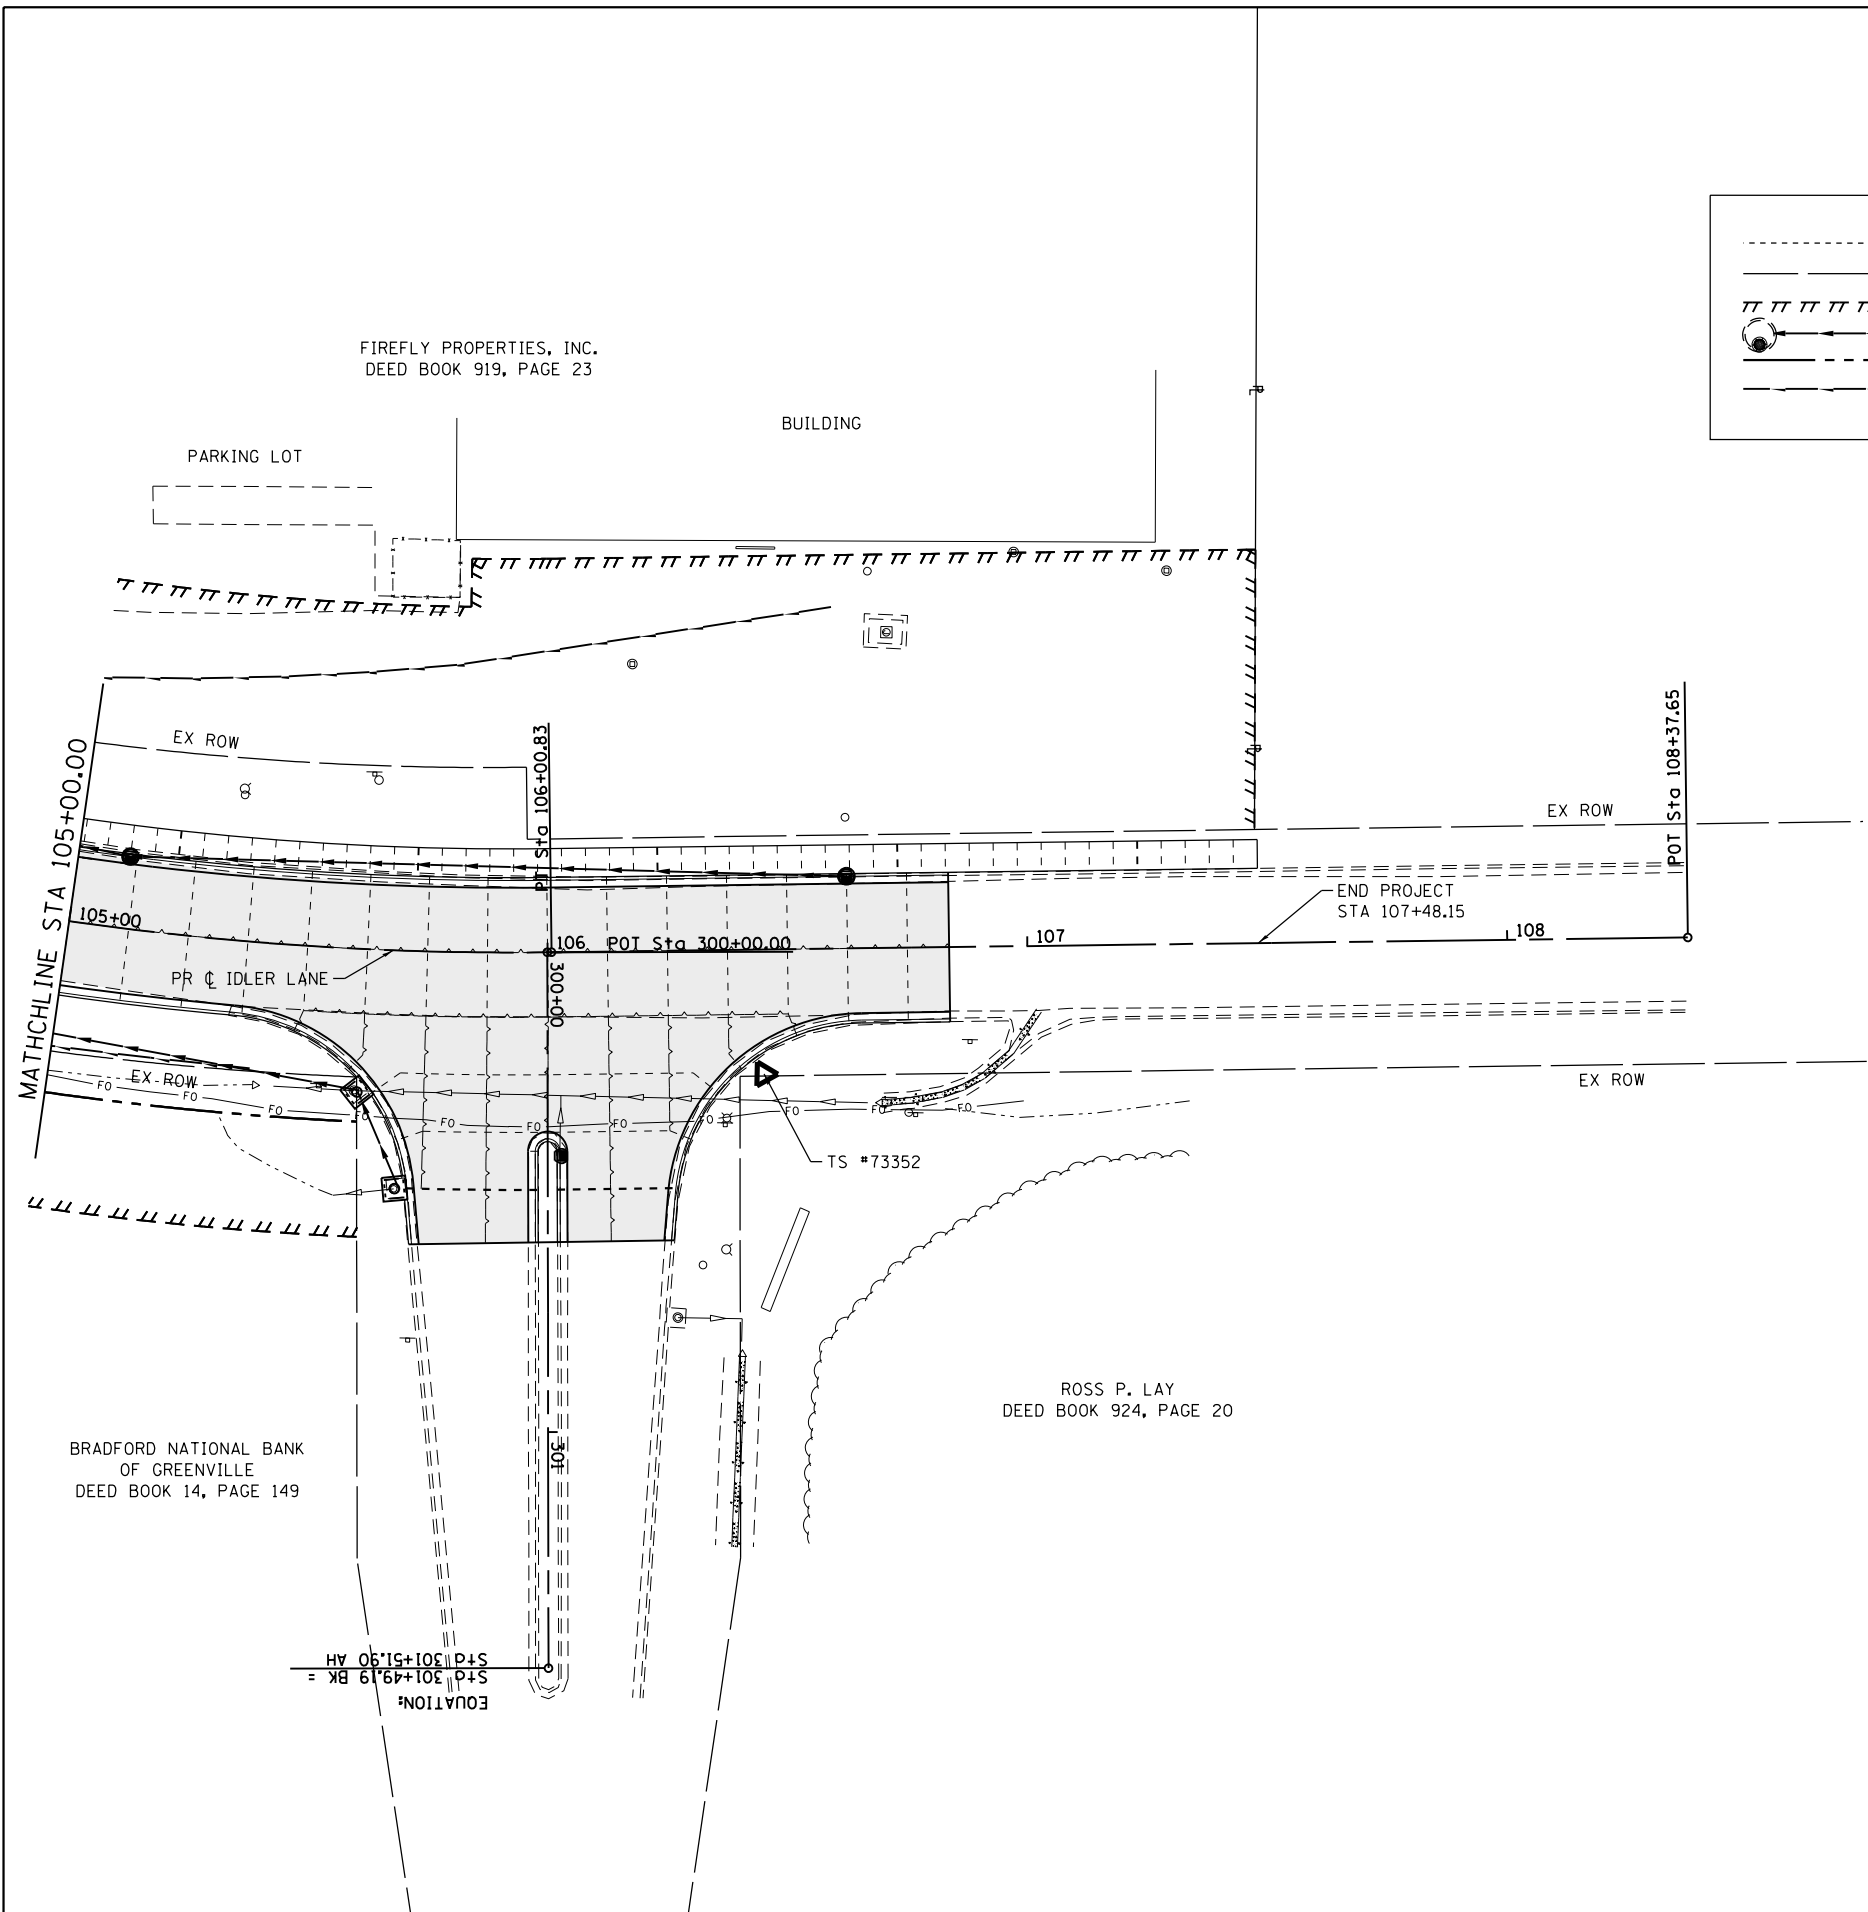 FIREFLY PROPERTIES, INC.
DEED BOOK 919, PAGE 23
BUILDING
PARKING LOT
EX ROW
MATHCHLINE STA 105+00.00
PT Sta 106+00.83
POT Sta 108+37.65
EX ROW
END PROJECT
STA 107+48.15
105+00
106
POT Sta 300+00.00
107
108
PR ℄ IDLER LANE
300+00
EX ROW
FO
FO
FO
FO
FO
FO
FO
FO
FO
FO
FO
EX ROW
TS #73352
ROSS P. LAY
DEED BOOK 924, PAGE 20
BRADFORD NATIONAL BANK
OF GREENVILLE
DEED BOOK 14, PAGE 149
301
EQUATION:
Sta 301+49.19 BK =
Sta 301+51.90 AH